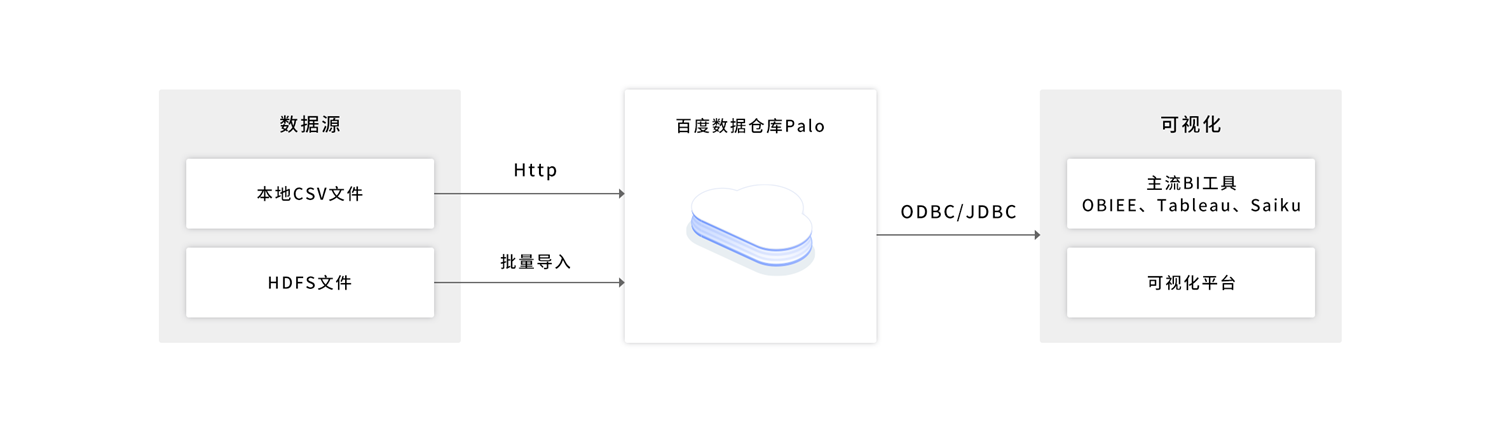 数据源
本地CSV文件
HDFS文件
Http
批量导入
百度数据仓库Palo
ODBC/JDBC
可视化
主流BI工具
OBIEE、Tableau、Saiku
可视化平台